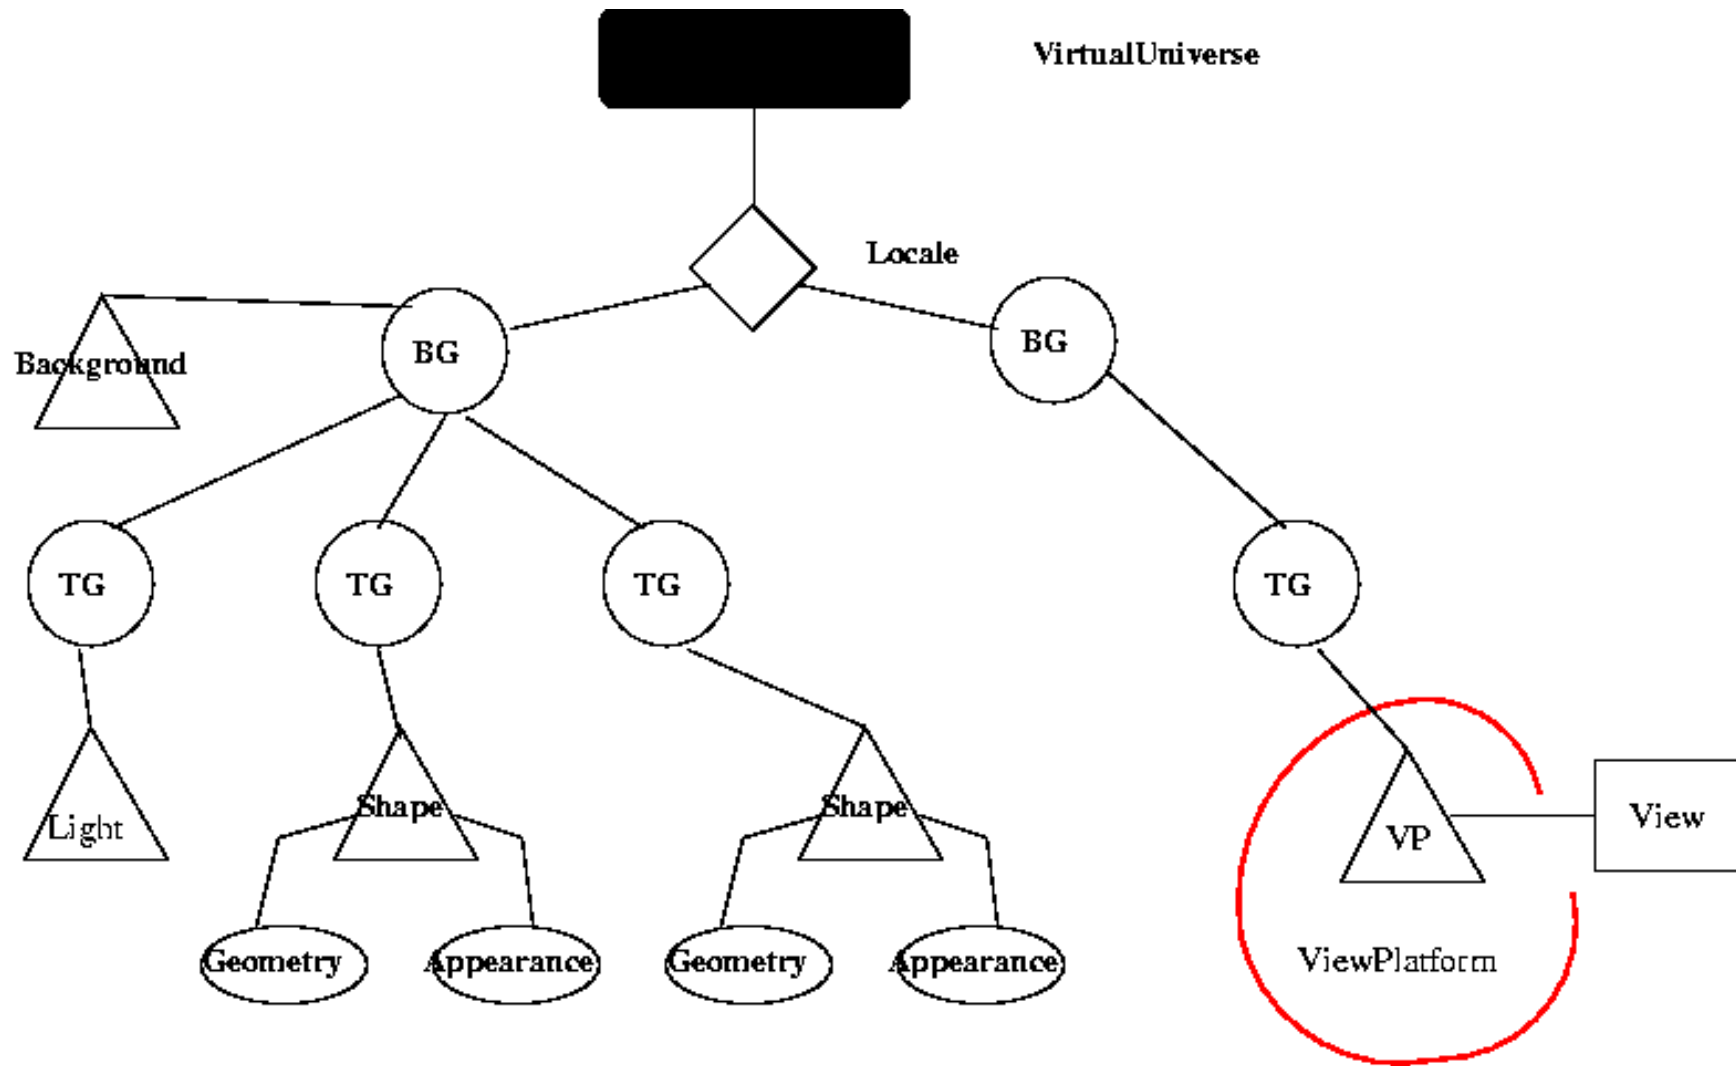 VirtualUniverse
Locale
BG
BG
Background
TG
TG
TG
TG
Light
Shape
Shape
VP
View
Geometry
Appearance
Geometry
Appearance
ViewPlatform